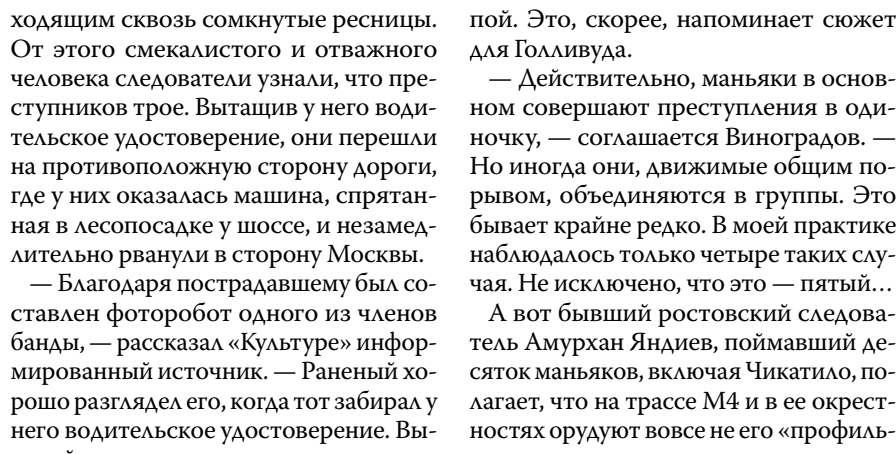 ходящим сквозь сомкнутые ресницы.
От этого смекалистого и отважного
человека следователи узнали, что пре-
ступников трое. Вытащив у него води-
тельское удостоверение, они перешли
на противоположную сторону дороги,
где у них оказалась машина, спрятан-
ная в лесопосадке у шоссе, и незамед-
лительно рванули в сторону Москвы.
— Благодаря пострадавшему был со-
ставлен фоторобот одного из членов
банды, — рассказал «Культуре» инфор-
мированный источник. — Раненый хо-
рошо разглядел его, когда тот забирал у
него водительское удостоверение. Вы-
пой. Это, скорее, напоминает сюжет
для Голливуда.
— Действительно, маньяки в основ-
ном совершают преступления в оди-
ночку, — соглашается Виноградов. —
Но иногда они, движимые общим по-
рывом, объединяются в группы. Это
бывает крайне редко. В моей практике
наблюдалось только четыре таких слу-
чая. Не исключено, что это — пятый…
А вот бывший ростовский следова-
тель Амурхан Яндиев, поймавший де-
сяток маньяков, включая Чикатило, по-
лагает, что на трассе М4 и в ее окрест-
ностях орудуют вовсе не его «профиль-